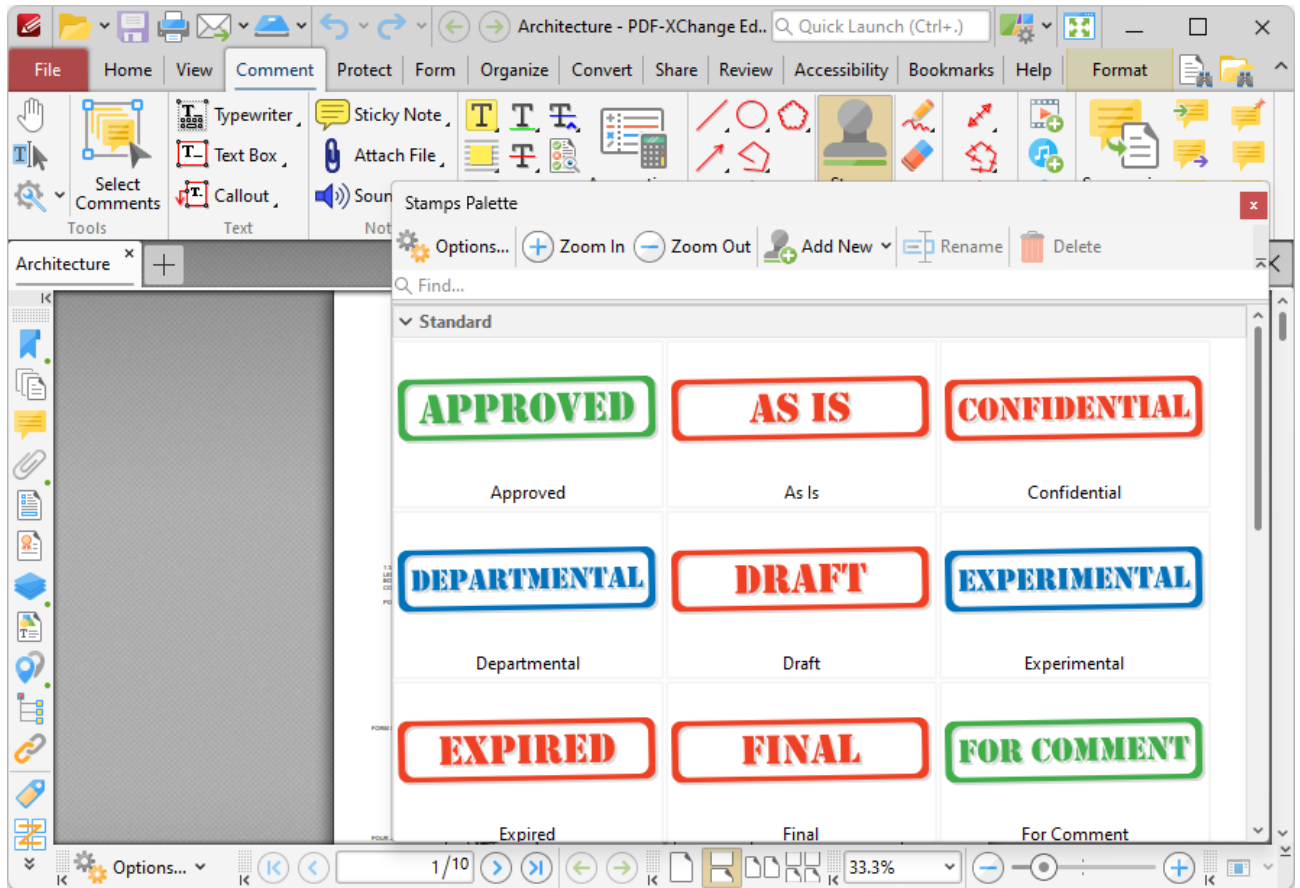 Architecture - PDF-XChange Ed..
Quick Launch (Ctrl+.)
File Home View Comment Protect Form Organize Convert Share Review Accessibility Bookmarks Help Format
Typewriter
Sticky Note
Text Box
Attach File
Select
Comments
Callout
Soun
Tools
Text
Not
Stamps Palette
Options... Zoom In Zoom Out Add New Rename Delete
Architecture
Find...
Standard
APPROVED AS IS CONFIDENTIAL
Approved As Is Confidential
DEPARTMENTAL DRAFT EXPERIMENTAL
Departmental Draft Experimental
EXPIRED FINAL FOR COMMENT
Expired Final For Comment
FORM
Options... 1/10 33.3%